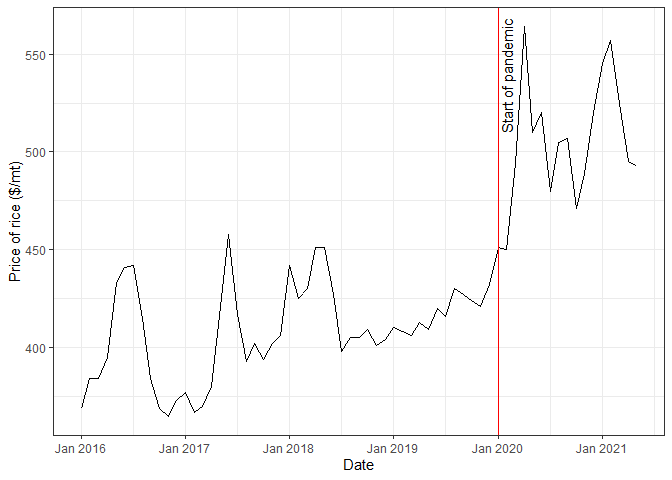 Price of rice ($/mt)
550
500
450
400
Start of pandemic
Jan 2016 Jan 2017 Jan 2018 Jan 2019 Jan 2020 Jan 2021
Date